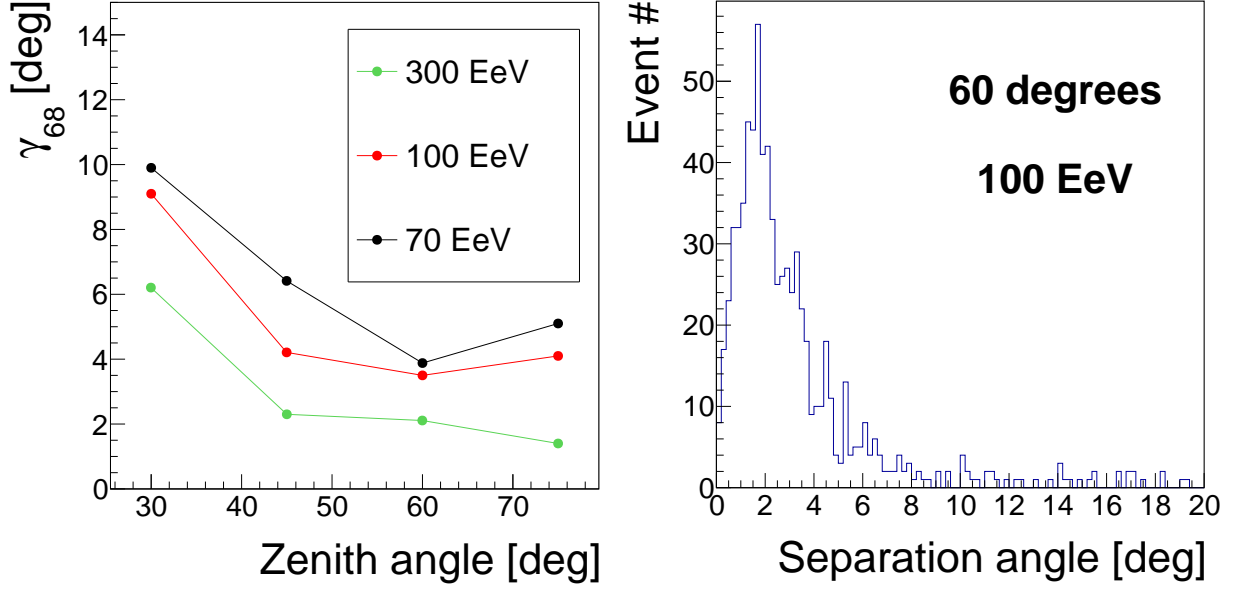 γ68 [deg]
14
12
10
8
6
4
2
0
300 EeV
100 EeV
70 EeV
30 40 50 60 70
Zenith angle [deg]
Event #
50
40
30
20
10
0
60 degrees
100 EeV
0 2 4 6 8 10 12 14 16 18 20
Separation angle [deg]